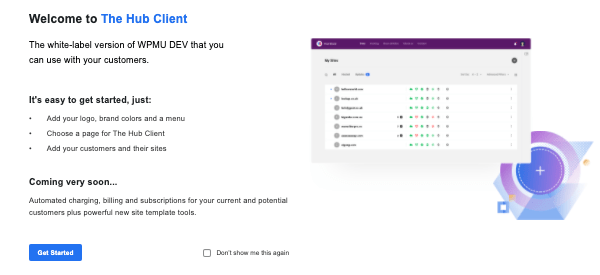 Welcome to The Hub Client
The white-label version of WPMU DEV that you
can use with your customers.
It's easy to get started, just:
• Add your logo, brand colors and a menu
• Choose a page for The Hub Client
• Add your customers and their sites
Coming very soon...
Automated charging, billing and subscriptions for your current and potential
customers plus powerful new site template tools.
Get Started
Don't show me this again
My Sites